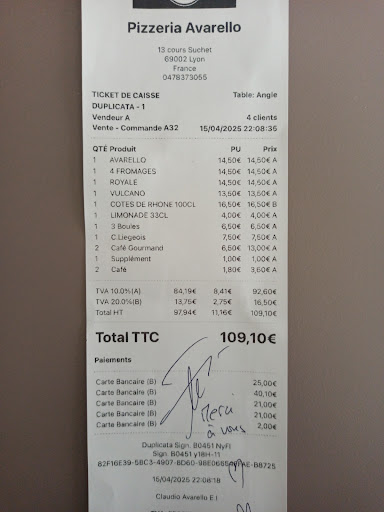 Pizzeria Avarello
13 cours Suchet
69002 Lyon
France
0478373055
TICKET DE CAISSE Table: Angle
DUPLICATA - 1
Vendeur A 4 clients
Vente - Commande A32 15/04/2025 22:08:35
QTÉ Produit PU Prix
1 AVARELLO 14,50€ 14,50€ A
1 4 FROMAGES 14,50€ 14,50€ A
1 ROYALE 14,50€ 14,50€ A
1 VULCANO 13,50€ 13,50€ A
1 COTES DE RHONE 100CL 16,50€ 16,50€ B
1 LIMONADE 33CL 4,00€ 4,00€ A
1 3 Boules 6,50€ 6,50€ A
1 C.Liegeois 7,50€ 7,50€ A
2 Café Gourmand 6,50€ 13,00€ A
1 Supplément 1,00€ 1,00€ A
2 Café 1,80€ 3,60€ A
TVA 10.0%(A) 84,19€ 8,41€ 92,60€
TVA 20.0%(B) 13,75€ 2,75€ 16,50€
Total HT 97,94€ 11,16€ 109,10€
Total TTC 109,10€
Paiements
Carte Bancaire (B) 25,00€
Carte Bancaire (B) 40,10€
Carte Bancaire (B) 21,00€
Carte Bancaire (B) 21,00€
Carte Bancaire (B) 2,00€
Merci
à vous
Duplicata Sign. B0451 NyFl
Sign. B0451 y18H-11
15/04/2025 22:08:18
Claudio Avarello E I